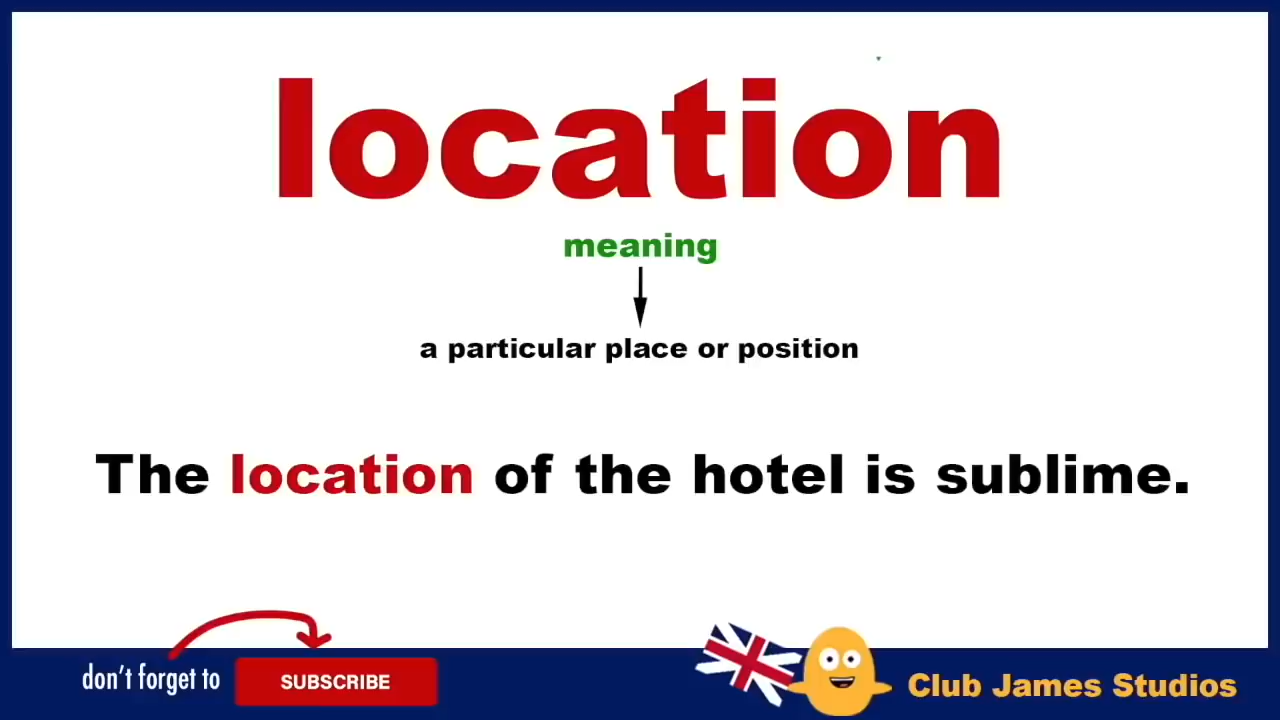 location
meaning
a particular place or position
The location of the hotel is sublime.
don't forget to SUBSCRIBE
Club James Studios